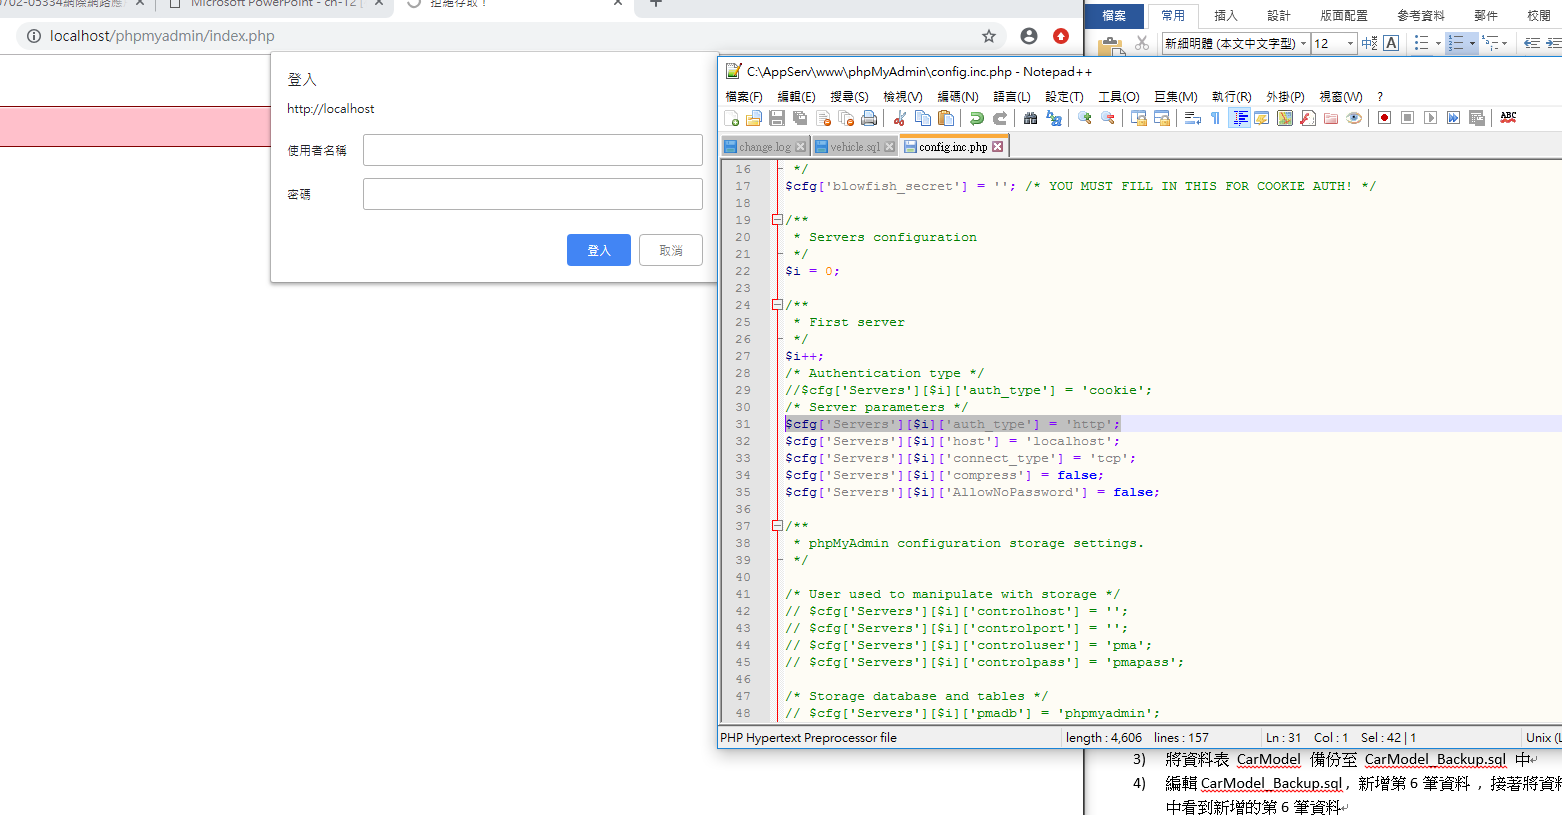 0702-05334網際網路應
Microsoft PowerPoint - ch-12 [
拒絕存取！
localhost/phpmyadmin/index.php
登入
http://localhost
使用者名稱
密碼
登入
取消
檔案 常用 插入 設計 版面配置 參考資料 郵件 校閱
新細明體 (本文中文字型) 12
C:\AppServ\www\phpMyAdmin\config.inc.php - Notepad++
檔案(F) 編輯(E) 搜尋(S) 檢視(V) 編碼(N) 語言(L) 設定(T) 工具(O) 巨集(M) 執行(R) 外掛(P) 視窗(W) ?
change.log vehicle.sql config.inc.php
16 */
17 $cfg['blowfish_secret'] = ''; /* YOU MUST FILL IN THIS FOR COOKIE AUTH! */
18
19 /**
20 * Servers configuration
21 */
22 $i = 0;
23
24 /**
25 * First server
26 */
27 $i++;
28 /* Authentication type */
29 //$cfg['Servers'][$i]['auth_type'] = 'cookie';
30 /* Server parameters */
31 $cfg['Servers'][$i]['auth_type'] = 'http';
32 $cfg['Servers'][$i]['host'] = 'localhost';
33 $cfg['Servers'][$i]['connect_type'] = 'tcp';
34 $cfg['Servers'][$i]['compress'] = false;
35 $cfg['Servers'][$i]['AllowNoPassword'] = false;
36
37 /**
38 * phpMyAdmin configuration storage settings.
39 */
40
41 /* User used to manipulate with storage */
42 // $cfg['Servers'][$i]['controlhost'] = '';
43 // $cfg['Servers'][$i]['controlport'] = '';
44 // $cfg['Servers'][$i]['controluser'] = 'pma';
45 // $cfg['Servers'][$i]['controlpass'] = 'pmapass';
46
47 /* Storage database and tables */
48 // $cfg['Servers'][$i]['pmadb'] = 'phpmyadmin';
PHP Hypertext Preprocessor file length : 4,606 lines : 157 Ln : 31 Col : 1 Sel : 42 | 1 Unix (L
3) 將資料表 CarModel 備份至 CarModel_Backup.sql 中
4) 編輯 CarModel_Backup.sql，新增第 6 筆資料，接著將資料
中看到新增的第 6 筆資料